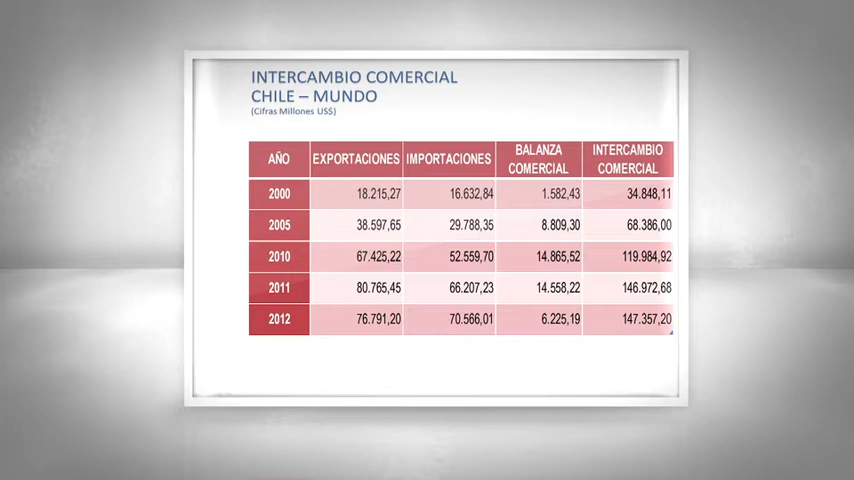 INTERCAMBIO COMERCIAL
CHILE – MUNDO
(Cifras Millones US$)
AÑO EXPORTACIONES IMPORTACIONES BALANZA COMERCIAL INTERCAMBIO COMERCIAL
2000 18.215,27 16.632,84 1.582,43 34.848,11
2005 38.597,65 29.788,35 8.809,30 68.386,00
2010 67.425,22 52.559,70 14.865,52 119.984,92
2011 80.765,45 66.207,23 14.558,22 146.972,68
2012 76.791,20 70.566,01 6.225,19 147.357,20